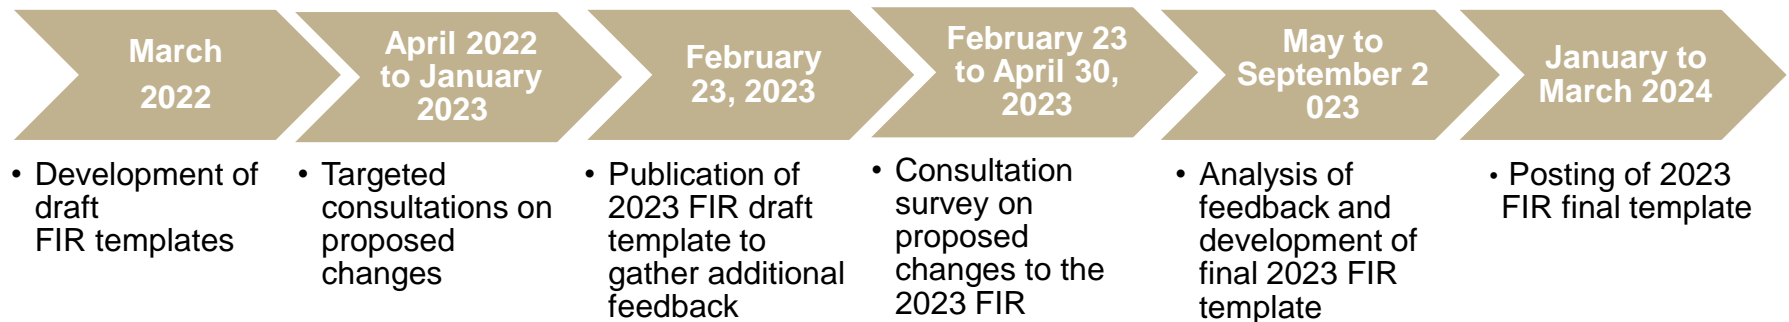 March
2022
April 2022
to January
2023
February
23, 2023
February 23
to April 30,
2023
May to
September 2
023
January to
March 2024
• Development of
draft
FIR templates
• Targeted
consultations on
proposed
changes
• Publication of
2023 FIR draft
template to
gather additional
feedback
• Consultation
survey on
proposed
changes to the
2023 FIR
• Analysis of
feedback and
development of
final 2023 FIR
template
• Posting of 2023
FIR final template